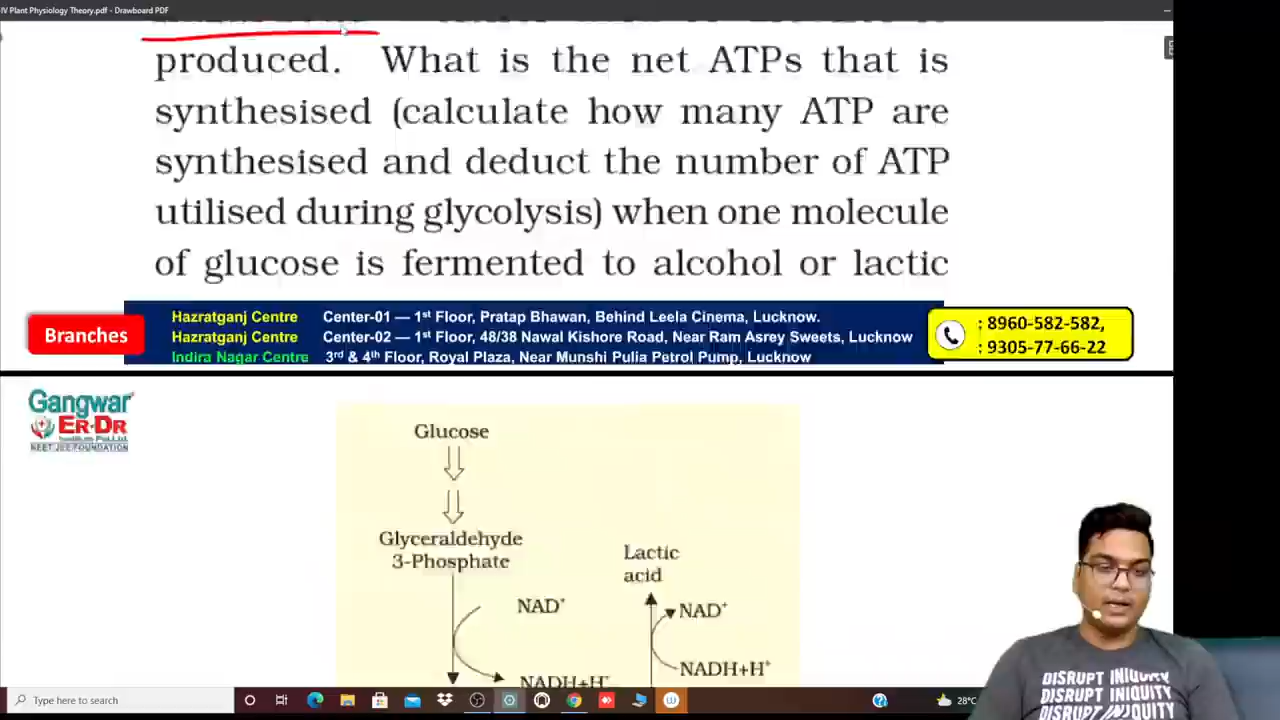 IV Plant Physiology Theory.pdf - Drawboard PDF
produced. What is the net ATPs that is
synthesised (calculate how many ATP are
synthesised and deduct the number of ATP
utilised during glycolysis) when one molecule
of glucose is fermented to alcohol or lactic
Branches
Hazratganj Centre Center-01 — 1st Floor, Pratap Bhawan, Behind Leela Cinema, Lucknow.
Hazratganj Centre Center-02 — 1st Floor, 48/38 Nawal Kishore Road, Near Ram Asrey Sweets, Lucknow
Indira Nagar Centre 3rd & 4th Floor, Royal Plaza, Near Munshi Pulia Petrol Pump, Lucknow
: 8960-582-582,
: 9305-77-66-22
Gangwar
ER-DR
NEET JEE FOUNDATION
Glucose
Glyceraldehyde
3-Phosphate
Lactic
acid
NAD+
NAD+
NADH+H+
NADH+H+
DISRUPT INIQUITY
DISRUPT INIQUITY
DISRUPT INIQUITY
Type here to search
28°C